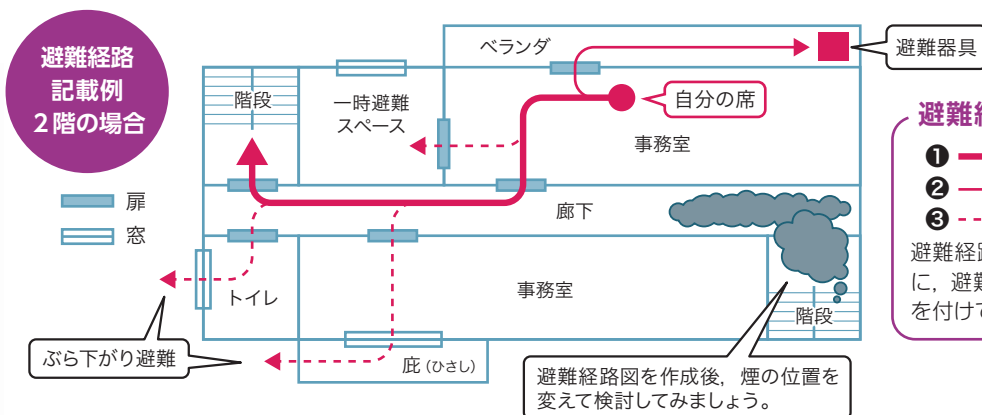 避難経路
記載例
2階の場合
扉
窓
ベランダ
避難器具
階段
一時避難
スペース
自分の席
事務室
廊下
トイレ
事務室
階段
ぶら下がり避難
庇(ひさし)
避難経路図を作成後,煙の位置を
変えて検討してみましょう。
避難経
❶
❷
❸
避難経路
に,避難
を付けて